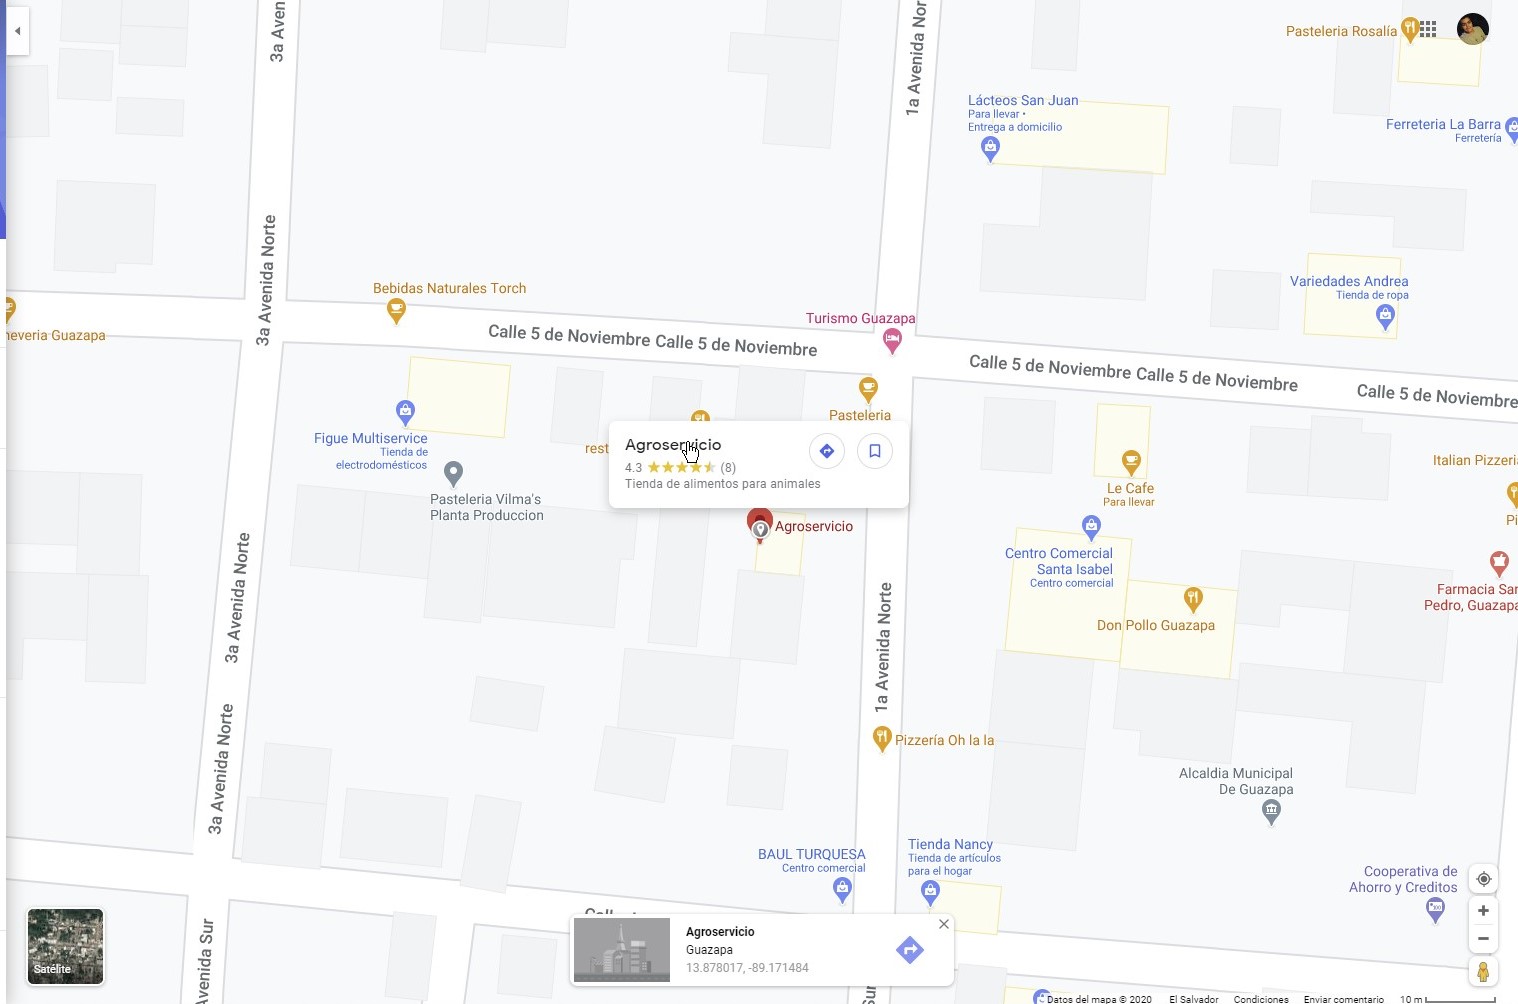 3a Aven
1a Avenida Nor
Pasteleria Rosalía
Lácteos San Juan
Para llevar •
Entrega a domicilio
Ferreteria La Barra
Ferretería
3a Avenida Norte
Bebidas Naturales Torch
Variedades Andrea
Tienda de ropa
heveria Guazapa
Turismo Guazapa
Calle 5 de Noviembre Calle 5 de Noviembre
Calle 5 de Noviembre Calle 5 de Noviembre
Calle 5 de Noviembre
Pasteleria
Figue Multiservice
Tienda de
electrodomésticos
rest
Agroservicio
4.3 (8)
Tienda de alimentos para animales
Italian Pizzeri
Pasteleria Vilma's
Planta Produccion
Le Cafe
Para llevar
Pi
Agroservicio
Centro Comercial
Santa Isabel
Centro comercial
Farmacia San
Pedro, Guazapa
3a Avenida Norte
1a Avenida Norte
Don Pollo Guazapa
3a Avenida Norte
Pizzería Oh la la
Alcaldia Municipal
De Guazapa
BAUL TURQUESA
Centro comercial
Tienda Nancy
Tienda de artículos
para el hogar
Cooperativa de
Ahorro y Creditos
Avenida Sur
Satélite
Agroservicio
Guazapa
13.878017, -89.171484
Sur
Datos del mapa © 2020 El Salvador Condiciones Enviar comentario 10 m